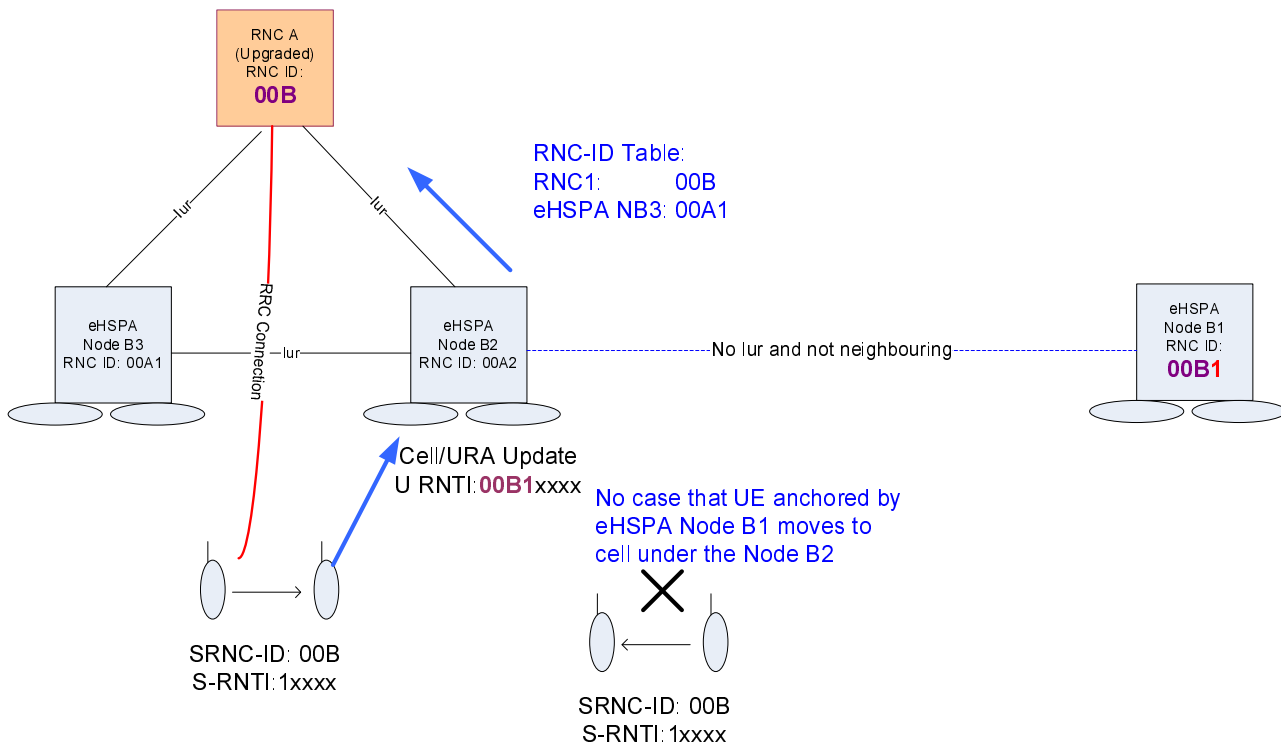 RNC A
(Upgraded)
RNC ID:
00B
Iur
Iur
RNC-ID Table:
RNC1: 00B
eHSPA NB3: 00A1
RRC Connection
eHSPA
Node B3
RNC ID: 00A1
Iur
eHSPA
Node B2
RNC ID: 00A2
No Iur and not neighbouring
eHSPA
Node B1
RNC ID:
00B1
Cell/URA Update
U RNTI:00B1xxxx
No case that UE anchored by
eHSPA Node B1 moves to
cell under the Node B2
SRNC-ID: 00B
S-RNTI:1xxxx
SRNC-ID: 00B
S-RNTI:1xxxx